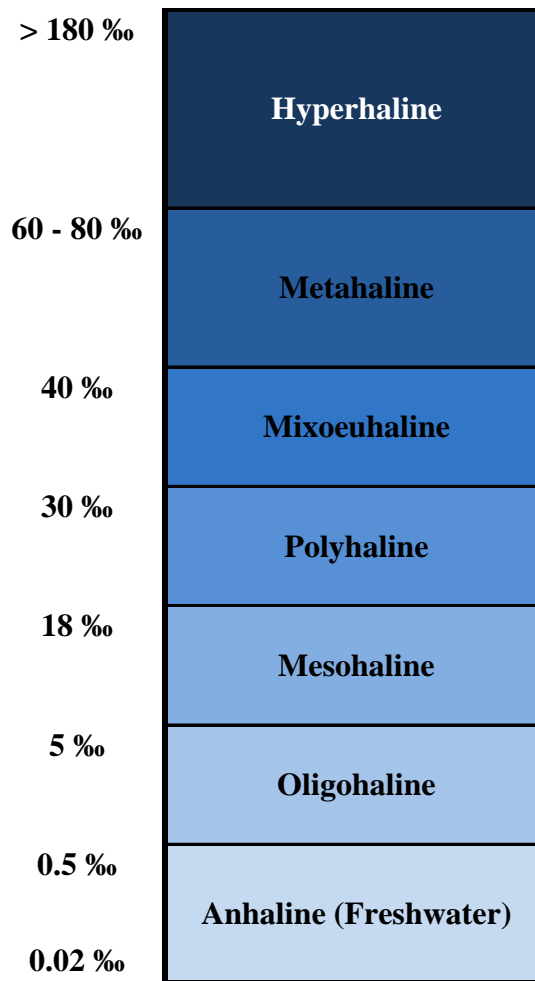 > 180 ‰
Hyperhaline
60 - 80 ‰
Metahaline
40 ‰
Mixoeuhaline
30 ‰
Polyhaline
18 ‰
Mesohaline
5 ‰
Oligohaline
0.5 ‰
Anhaline (Freshwater)
0.02 ‰